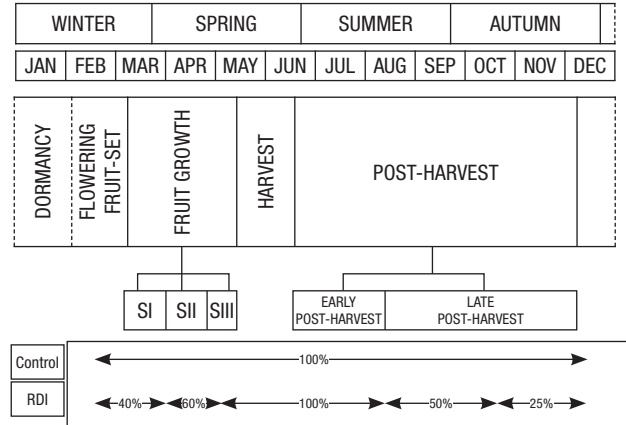 WINTER SPRING SUMMER AUTUMN
JAN FEB MAR APR MAY JUN JUL AUG SEP OCT NOV DEC
DORMANCY
FLOWERING
FRUIT-SET
FRUIT GROWTH
HARVEST
POST-HARVEST
SI SII SIII
EARLY
POST-HARVEST
LATE
POST-HARVEST
Control 100%
RDI 40% 60% 100% 50% 25%